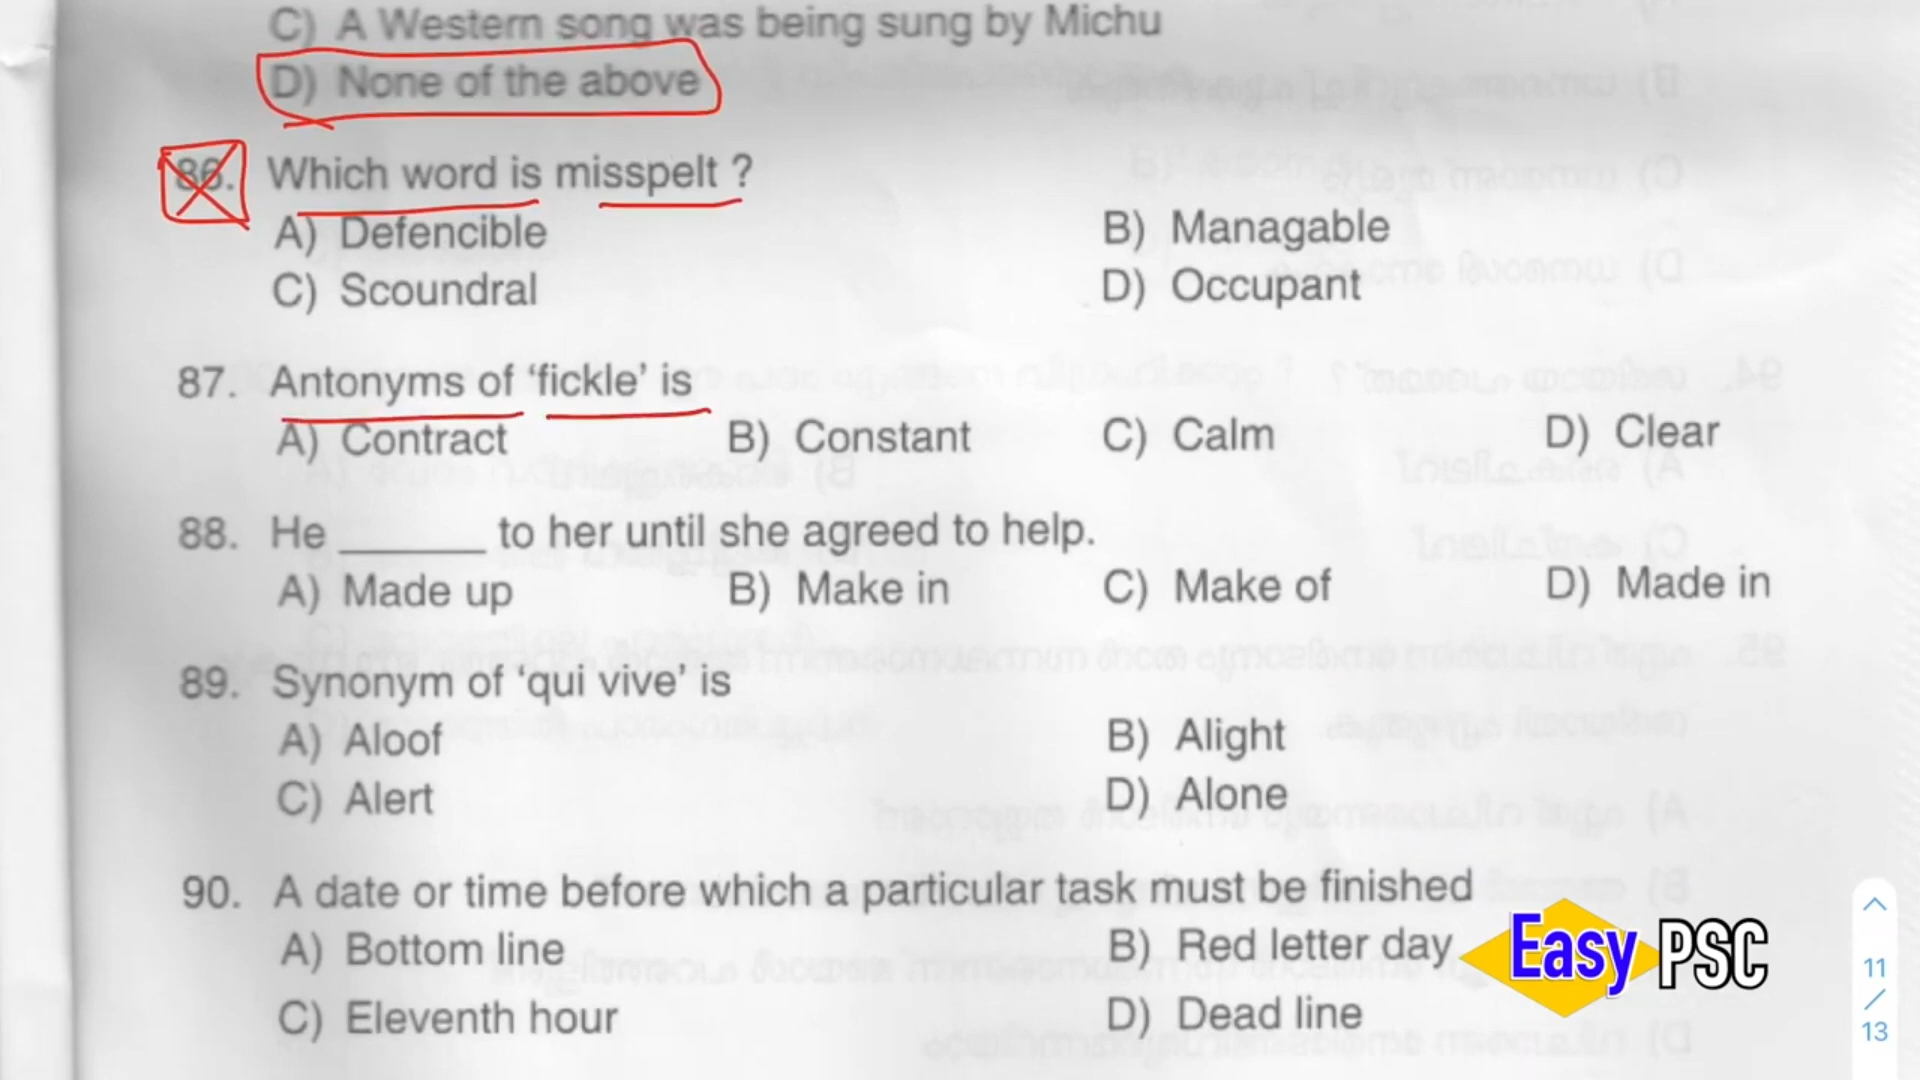 C) A Western song was being sung by Michu
D) None of the above
86. Which word is misspelt ?
A) Defencible B) Managable
C) Scoundral D) Occupant
87. Antonyms of ‘fickle’ is
A) Contract B) Constant C) Calm D) Clear
88. He ______ to her until she agreed to help.
A) Made up B) Make in C) Make of D) Made in
89. Synonym of ‘qui vive’ is
A) Aloof B) Alight
C) Alert D) Alone
90. A date or time before which a particular task must be finished
A) Bottom line B) Red letter day
C) Eleventh hour D) Dead line
Easy PSC
11
/
13